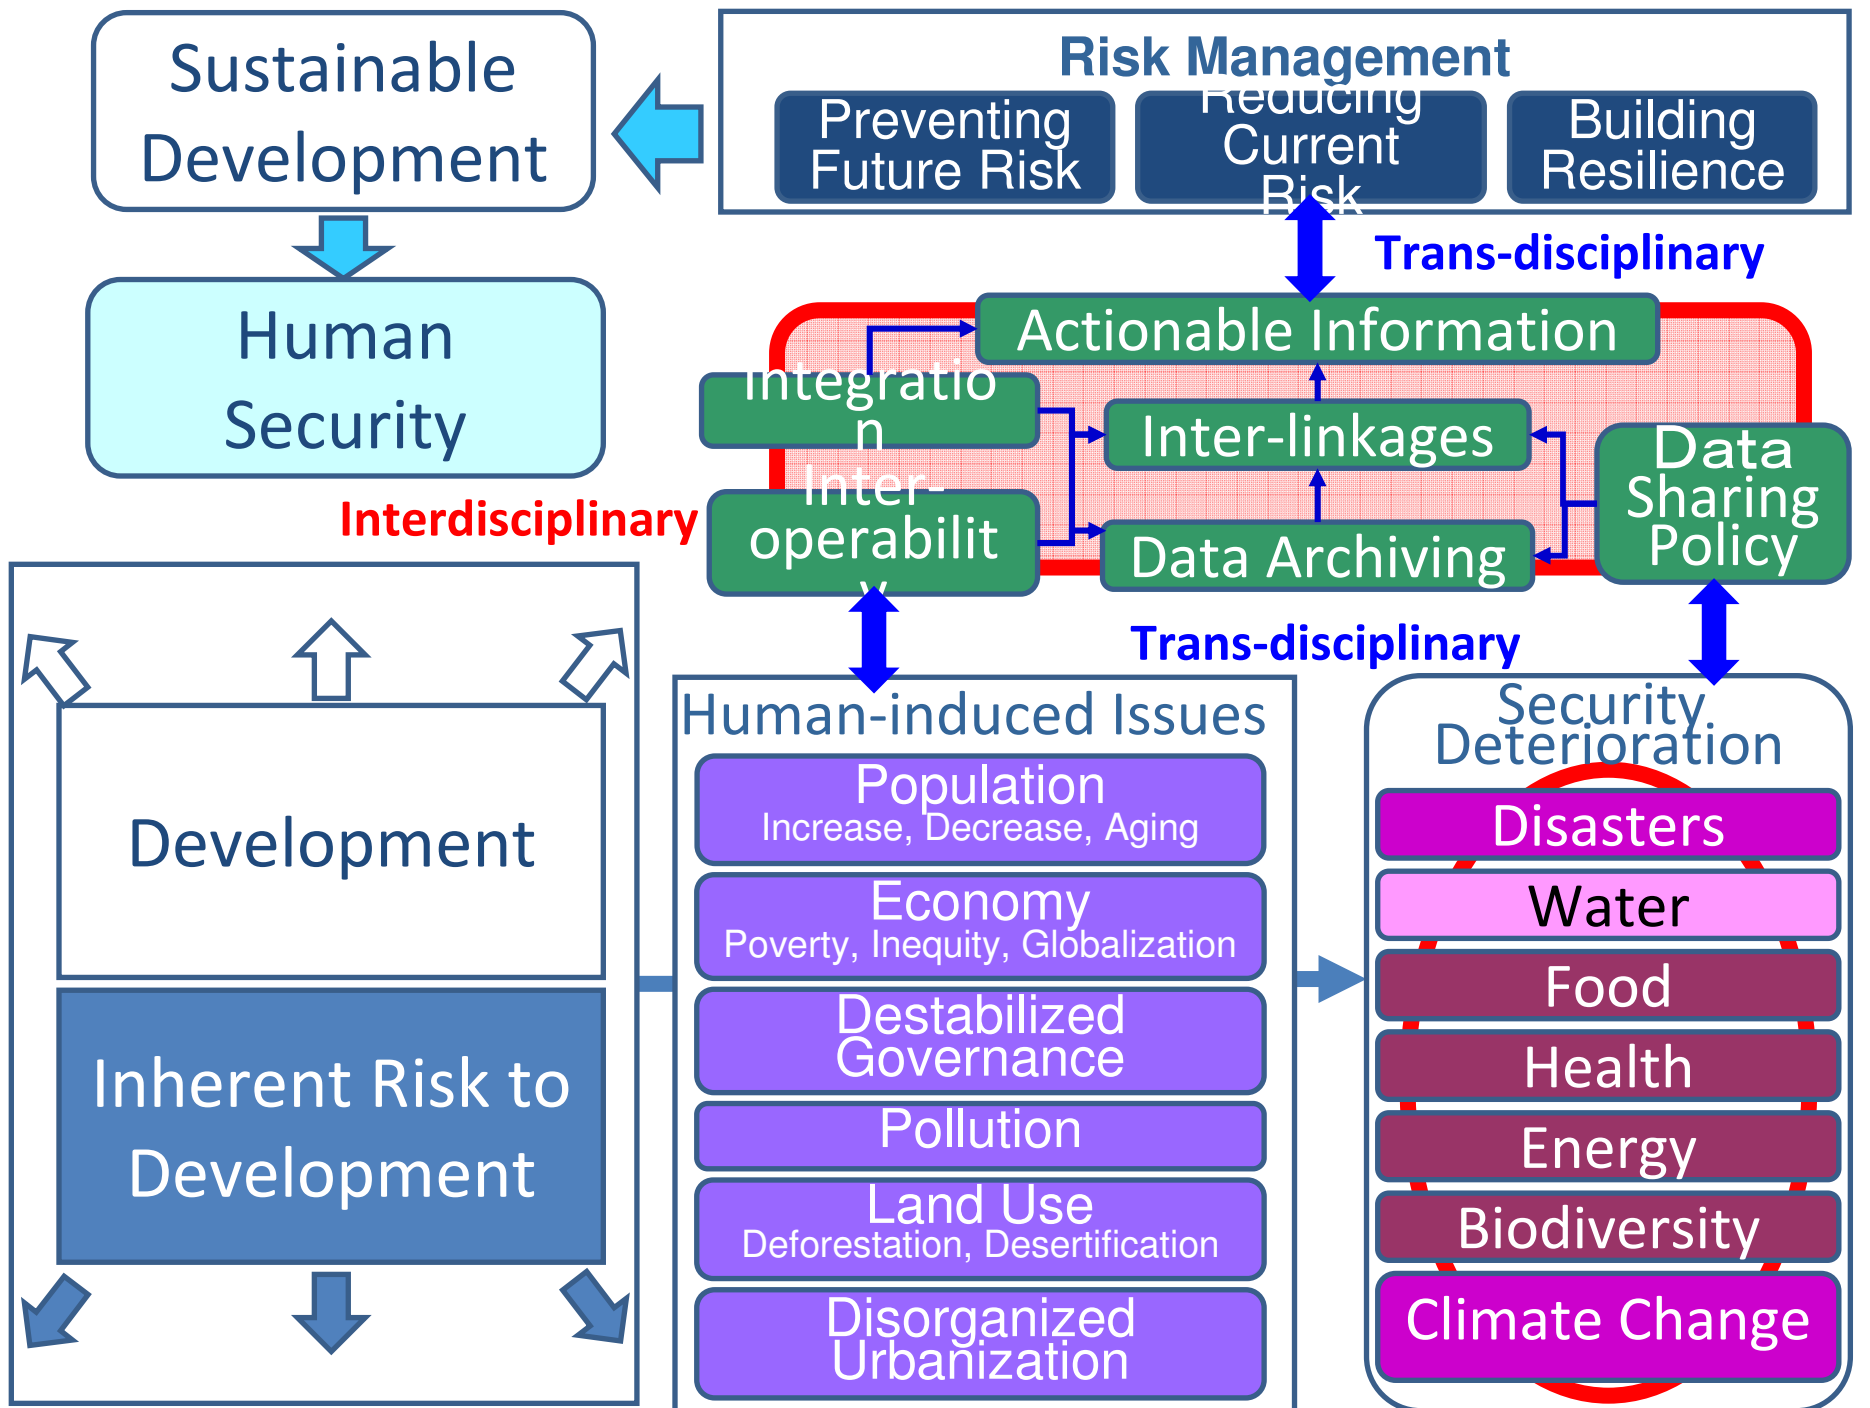 Sustainable
Development
Risk Management
Preventing
Future Risk
Reducing
Current
Risk
Building
Resilience
Trans-disciplinary
Human
Security
Actionable Information
Integratio
n
Inter-linkages
Data
Sharing
Policy
Inter-
operabilit
y
Data Archiving
Interdisciplinary
Trans-disciplinary
Development
Inherent Risk to
Development
Human-induced Issues
Population
Increase, Decrease, Aging
Economy
Poverty, Inequity, Globalization
Destabilized
Governance
Pollution
Land Use
Deforestation, Desertification
Disorganized
Urbanization
Security
Deterioration
Disasters
Water
Food
Health
Energy
Biodiversity
Climate Change